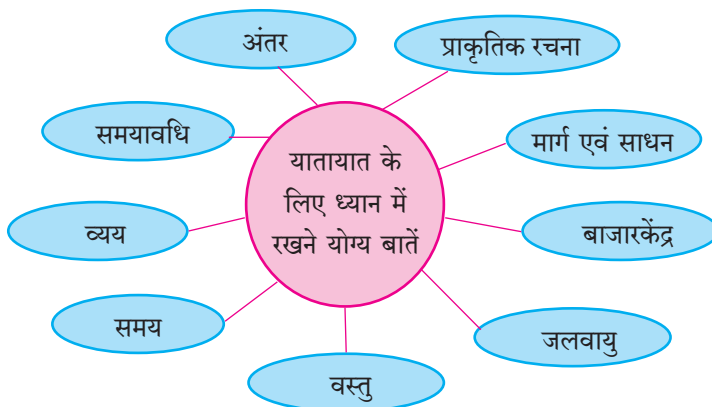 अंतर
प्राकृतिक रचना
समयावधि
मार्ग एवं साधन
यातायात के
लिए ध्यान में
रखने योग्य बातें
व्यय
बाजारकेंद्र
समय
जलवायु
वस्तु